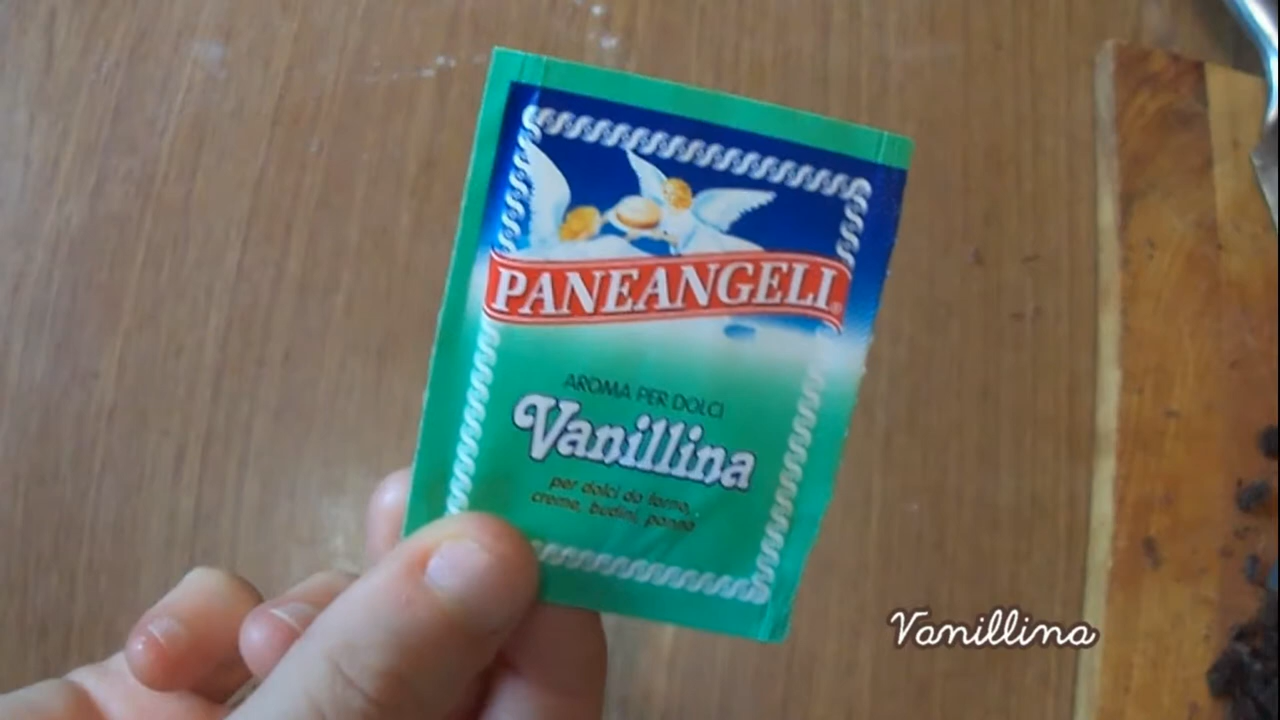 PANEANGELI
AROMA PER DOLCI
Vanillina
per dolci da forno,
creme, budini, panna
Vanillina